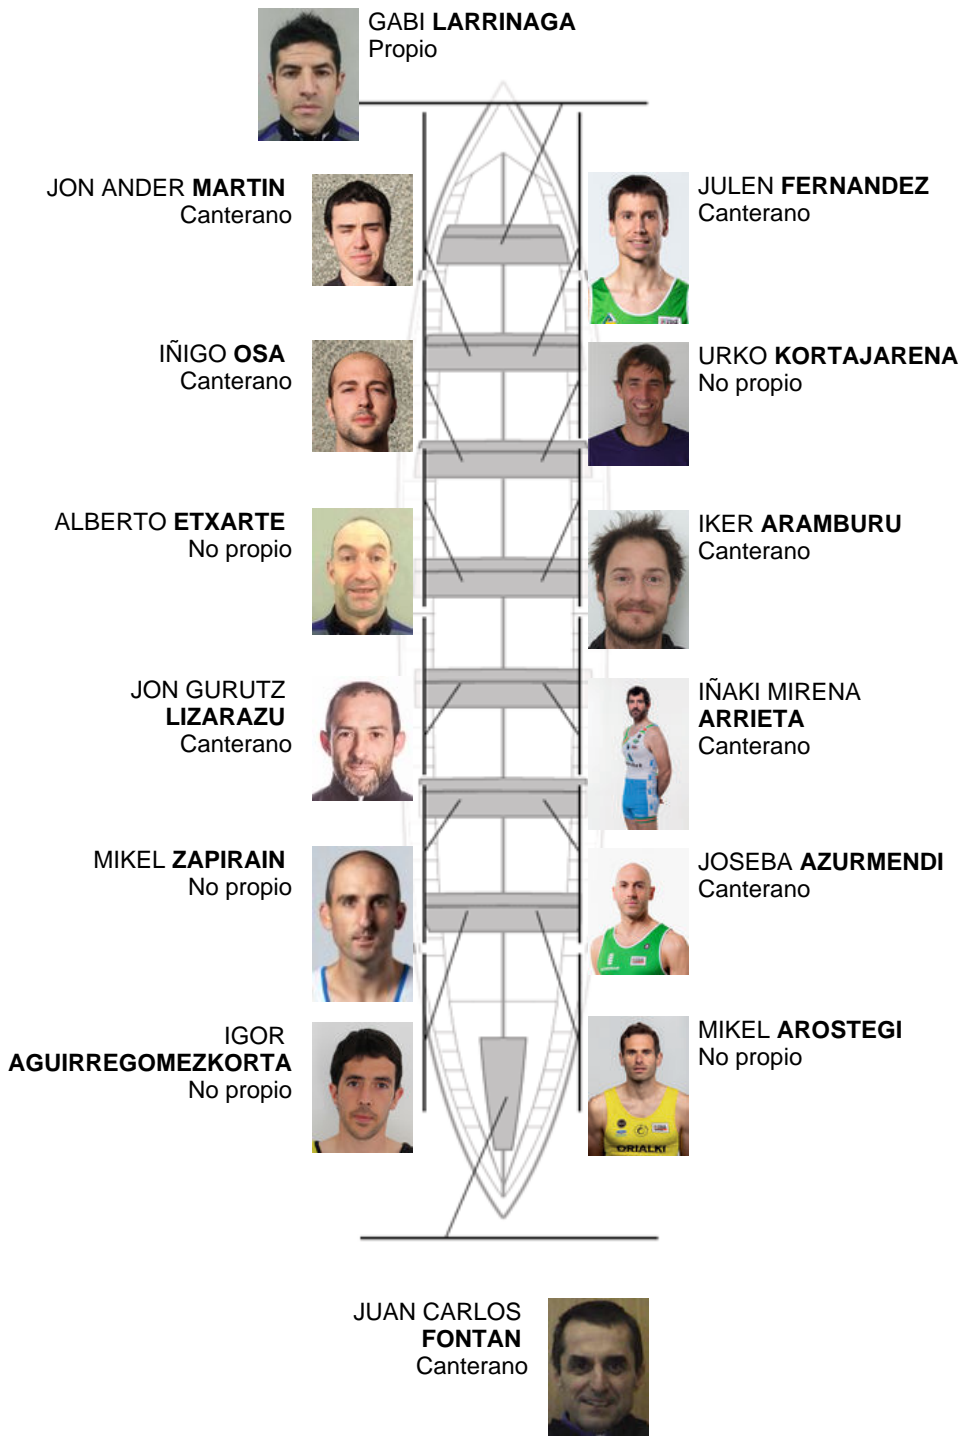 GABI LARRINAGA
Propio
JON ANDER MARTIN
Canterano
JULEN FERNANDEZ
Canterano
IÑIGO OSA
Canterano
URKO KORTAJARENA
No propio
ALBERTO ETXARTE
No propio
IKER ARAMBURU
Canterano
JON GURUTZ
LIZARAZU
Canterano
IÑAKI MIRENA
ARRIETA
Canterano
MIKEL ZAPIRAIN
No propio
JOSEBA AZURMENDI
Canterano
IGOR
AGUIRREGOMEZKORTA
No propio
MIKEL AROSTEGI
No propio
ORIALKI
JUAN CARLOS
FONTAN
Canterano